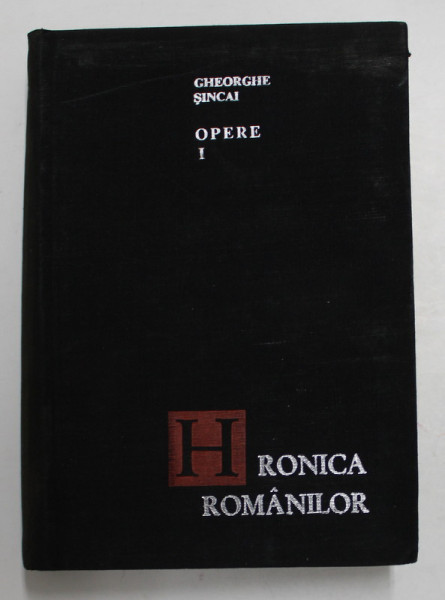 GHEORGHE
ŞINCAI
OPERE
I
HRONICA
ROMÂNILOR